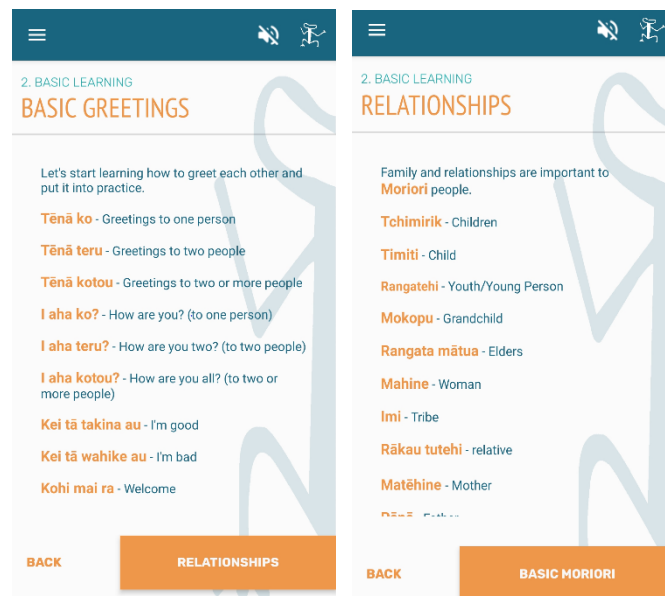 2. BASIC LEARNING
BASIC GREETINGS
Let's start learning how to greet each other and
put it into practice.
Tēnā ko - Greetings to one person
Tēnā teru - Greetings to two people
Tēnā kotou - Greetings to two or more people
I aha ko? - How are you? (to one person)
I aha teru? - How are you two? (to two people)
I aha kotou? - How are you all? (to two or
more people)
Kei tā takina au - I'm good
Kei tā wahike au - I'm bad
Kohi mai ra - Welcome
BACK
RELATIONSHIPS
2. BASIC LEARNING
RELATIONSHIPS
Family and relationships are important to
Moriori people.
Tchimirik - Children
Timiti - Child
Rangatehi - Youth/Young Person
Mokopu - Grandchild
Rangata mātua - Elders
Mahine - Woman
Imi - Tribe
Rākau tutehi - relative
Matēhine - Mother
BACK
BASIC MORIORI